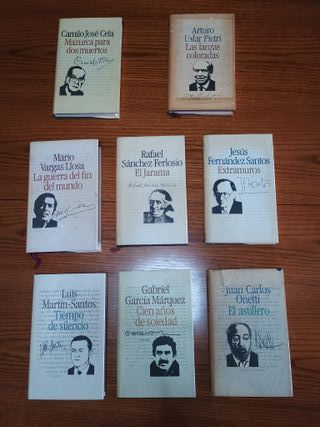 Camilo José Cela
Mazurca para
dos muertos
Arturo
Uslar Pietri
Las lanzas
coloradas
Mario
Vargas Llosa
La guerra del fin
del mundo
Rafael
Sánchez Ferlosio
El Jarama
Jesús
Fernández Santos
Extramuros
Luis
Martín-Santos
Tiempo
de silencio
Gabriel
García Márquez
Cien años
de soledad
Juan Carlos
Onetti
El astillero